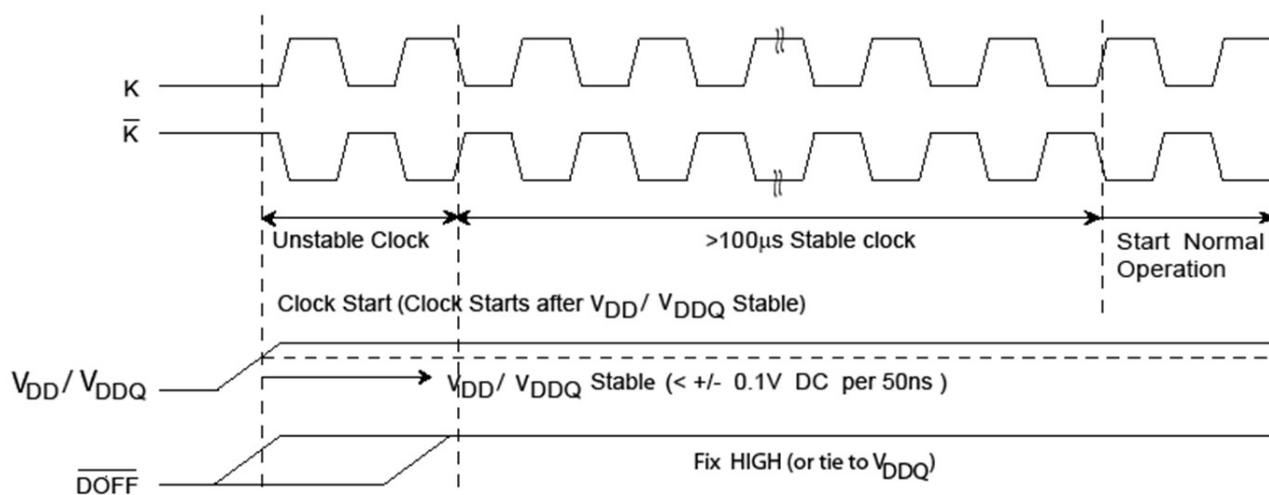 K
K̅
Unstable Clock
>100μs Stable clock
Start Normal
Operation
Clock Start (Clock Starts after VDD/ VDDQ Stable)
VDD/ VDDQ
VDD/ VDDQ Stable (< +/- 0.1V DC per 50ns )
D̅O̅F̅F̅
Fix HIGH (or tie to VDDQ)